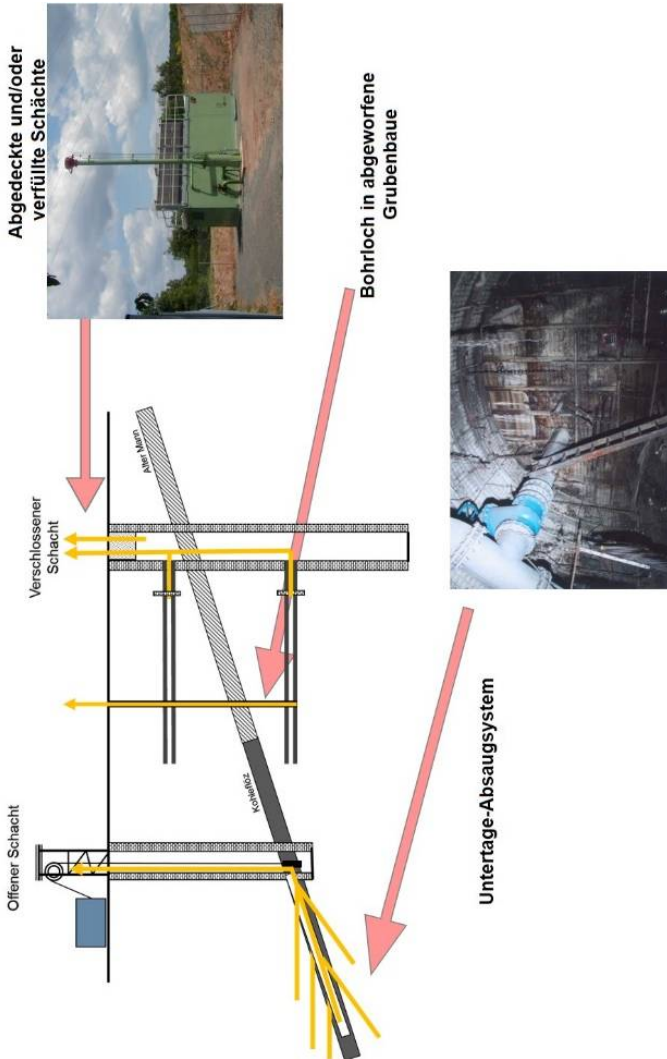 Abgedeckte und/oder
verfüllte Schächte
Bohrloch in abgeworfene
Grubenbaue
Untertage-Absaugsystem
Offener Schacht
Verschlossener
Schacht
Kohleflöz
Alter Mann